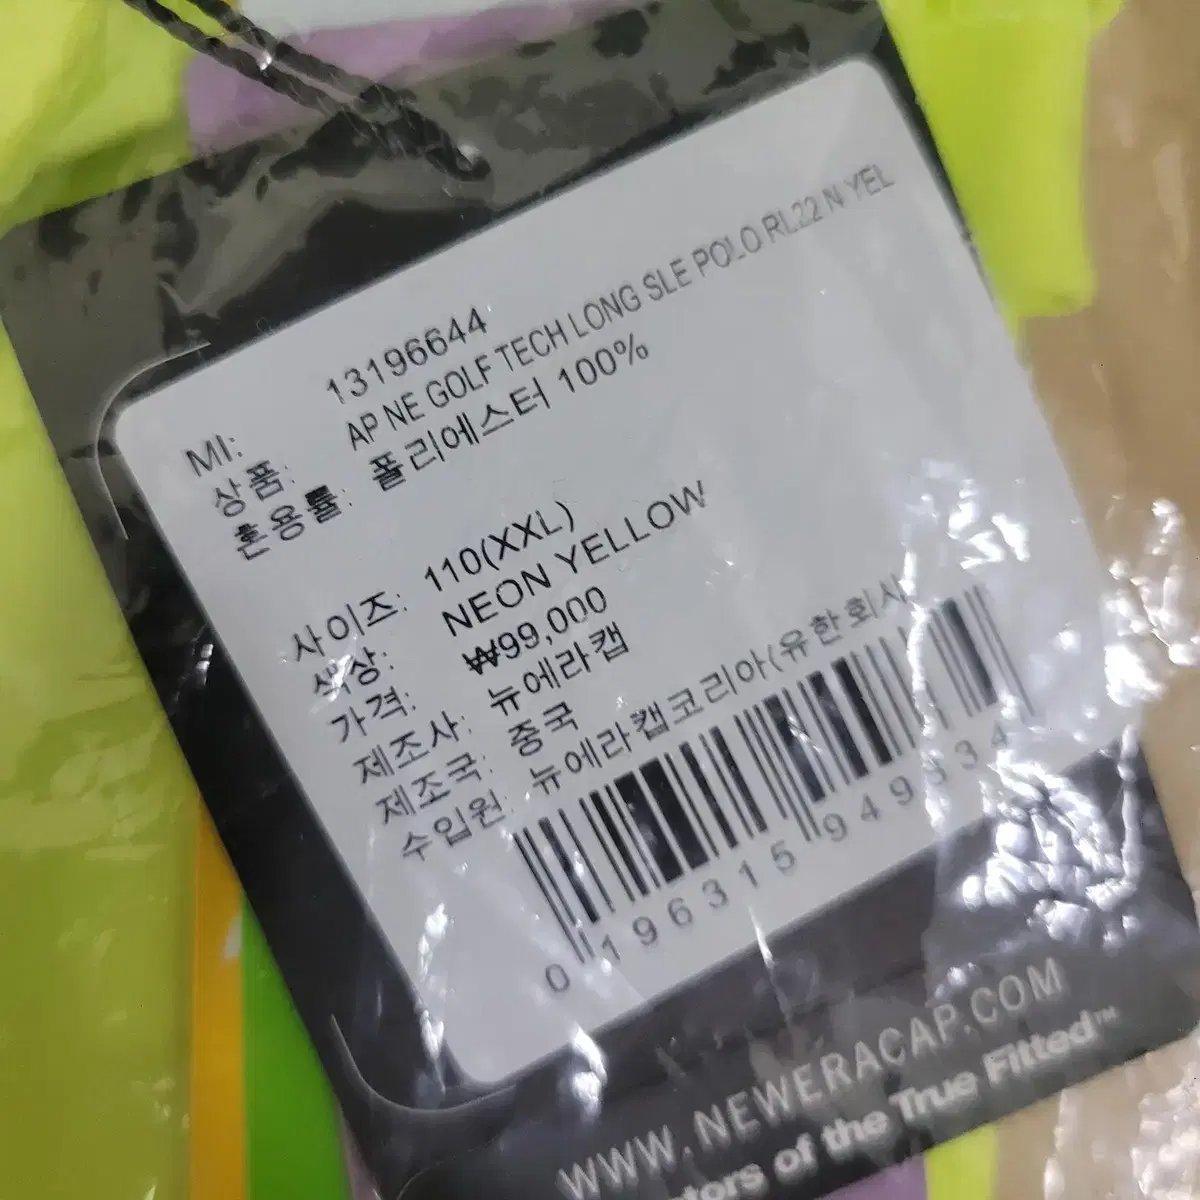 MI: 13196644
상품: AP NE GOLF TECH LONG SLE POLO RL22 N YEL
혼용률: 폴리에스터 100%
사이즈: 110(XXL)
색상: NEON YELLOW
가격: ₩99,000
제조사: 뉴에라캡
제조국: 중국
수입원: 뉴에라캡코리아(유한회사
0 196315 949834
WWW.NEWERACAP.COM
of the True Fitted™